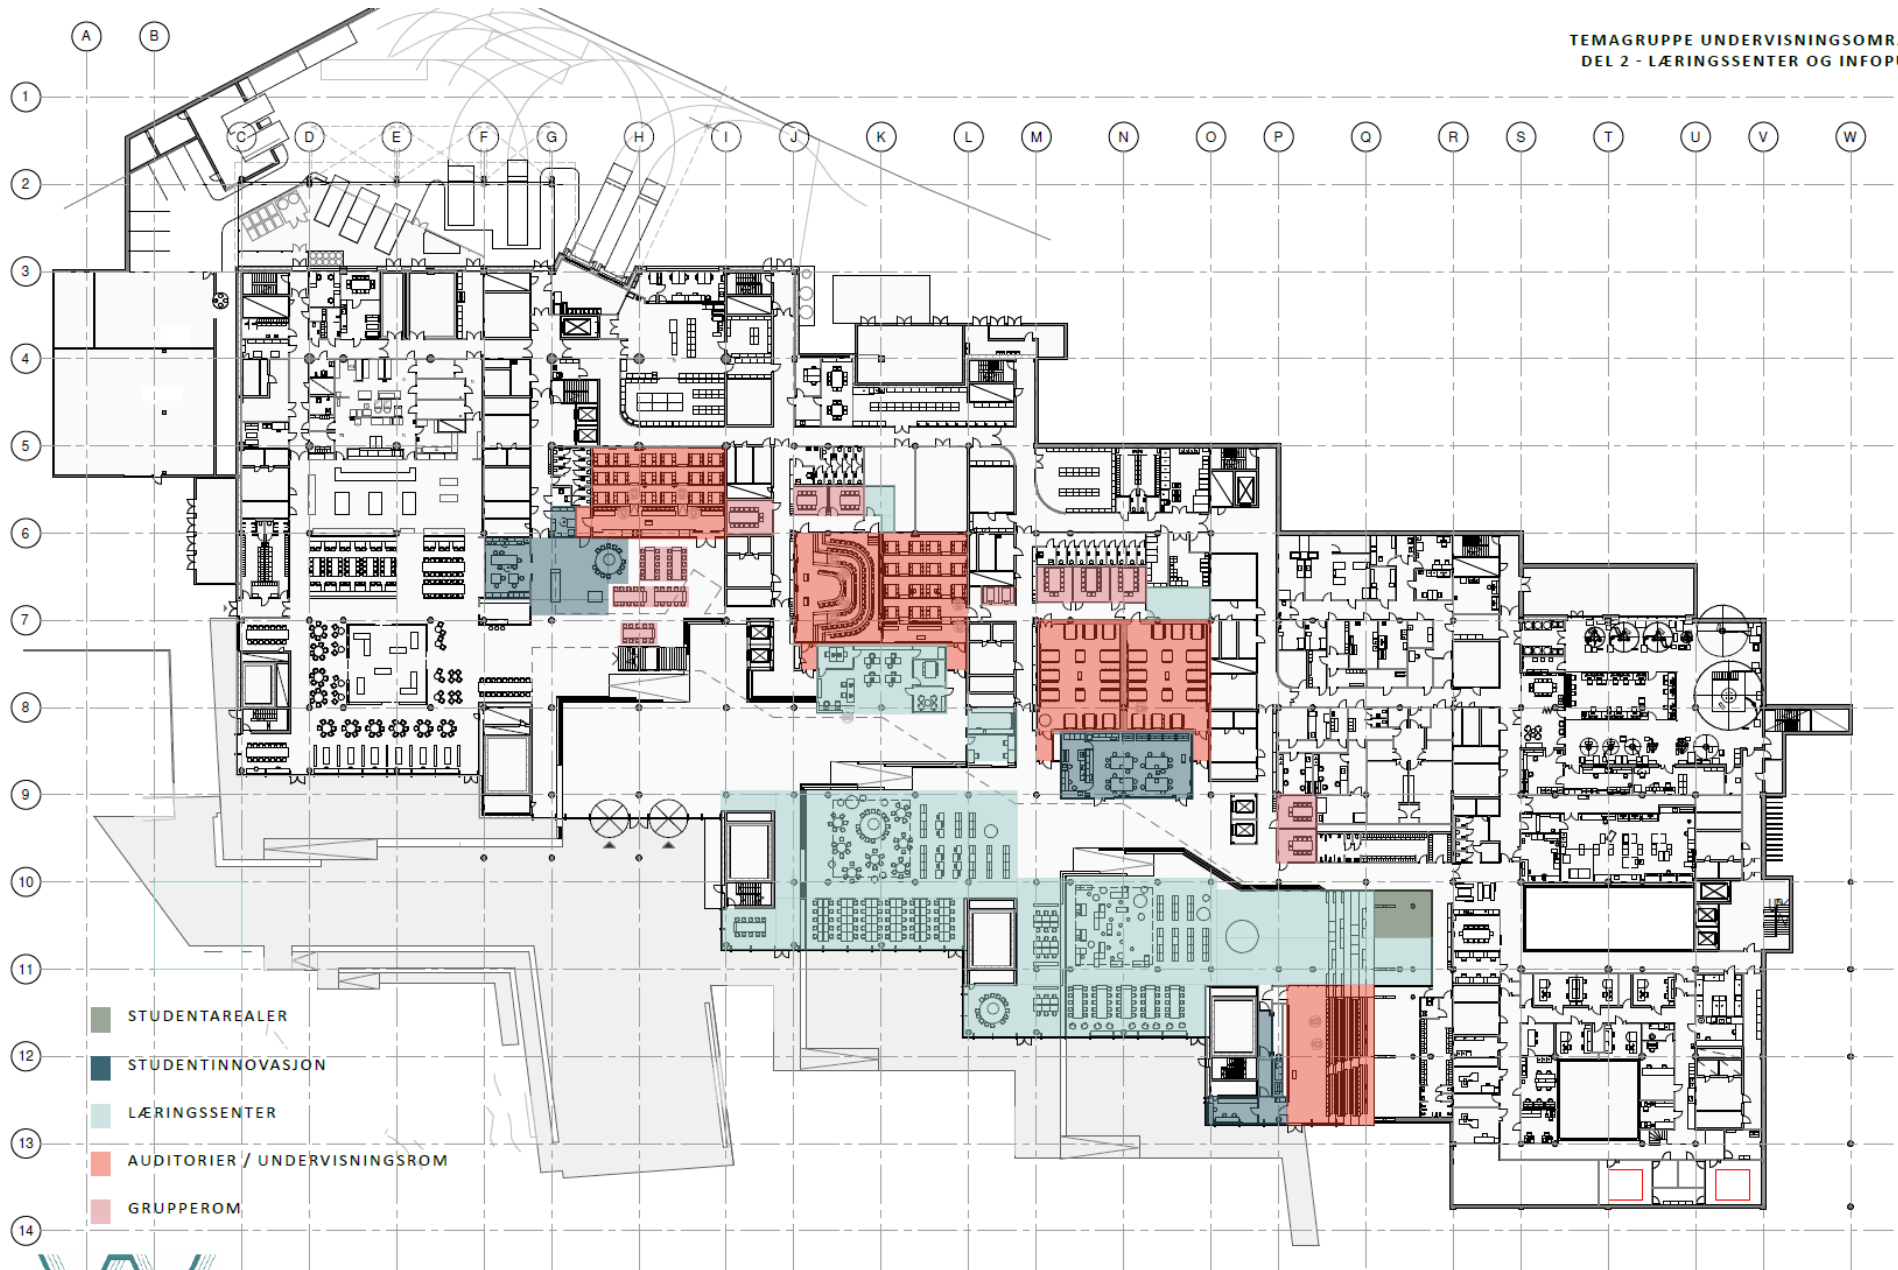 TEMAGRUPPE UNDERVISNINGSOMR
DEL 2 - LÆRINGSSENTER OG INFOP
A B
1
C D E F G H I J K L M N O P Q R S T U V W
2
3
4
5
6
7
8
9
10
11
STUDENTAREALER
12
STUDENTINNOVASJON
LÆRINGSSENTER
13
AUDITORIER / UNDERVISNINGSROM
GRUPPEROM
14